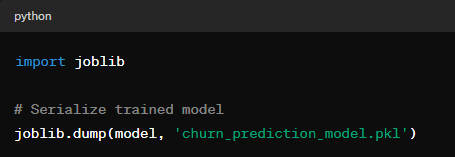 python
import joblib
# Serialize trained model
joblib.dump(model, 'churn_prediction_model.pkl')